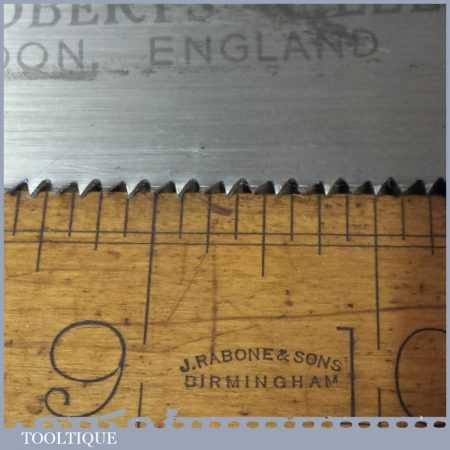 DON, ENGLAND
9
J. RABONE & SONS
BIRMINGHAM
10
TOOLTIQUE